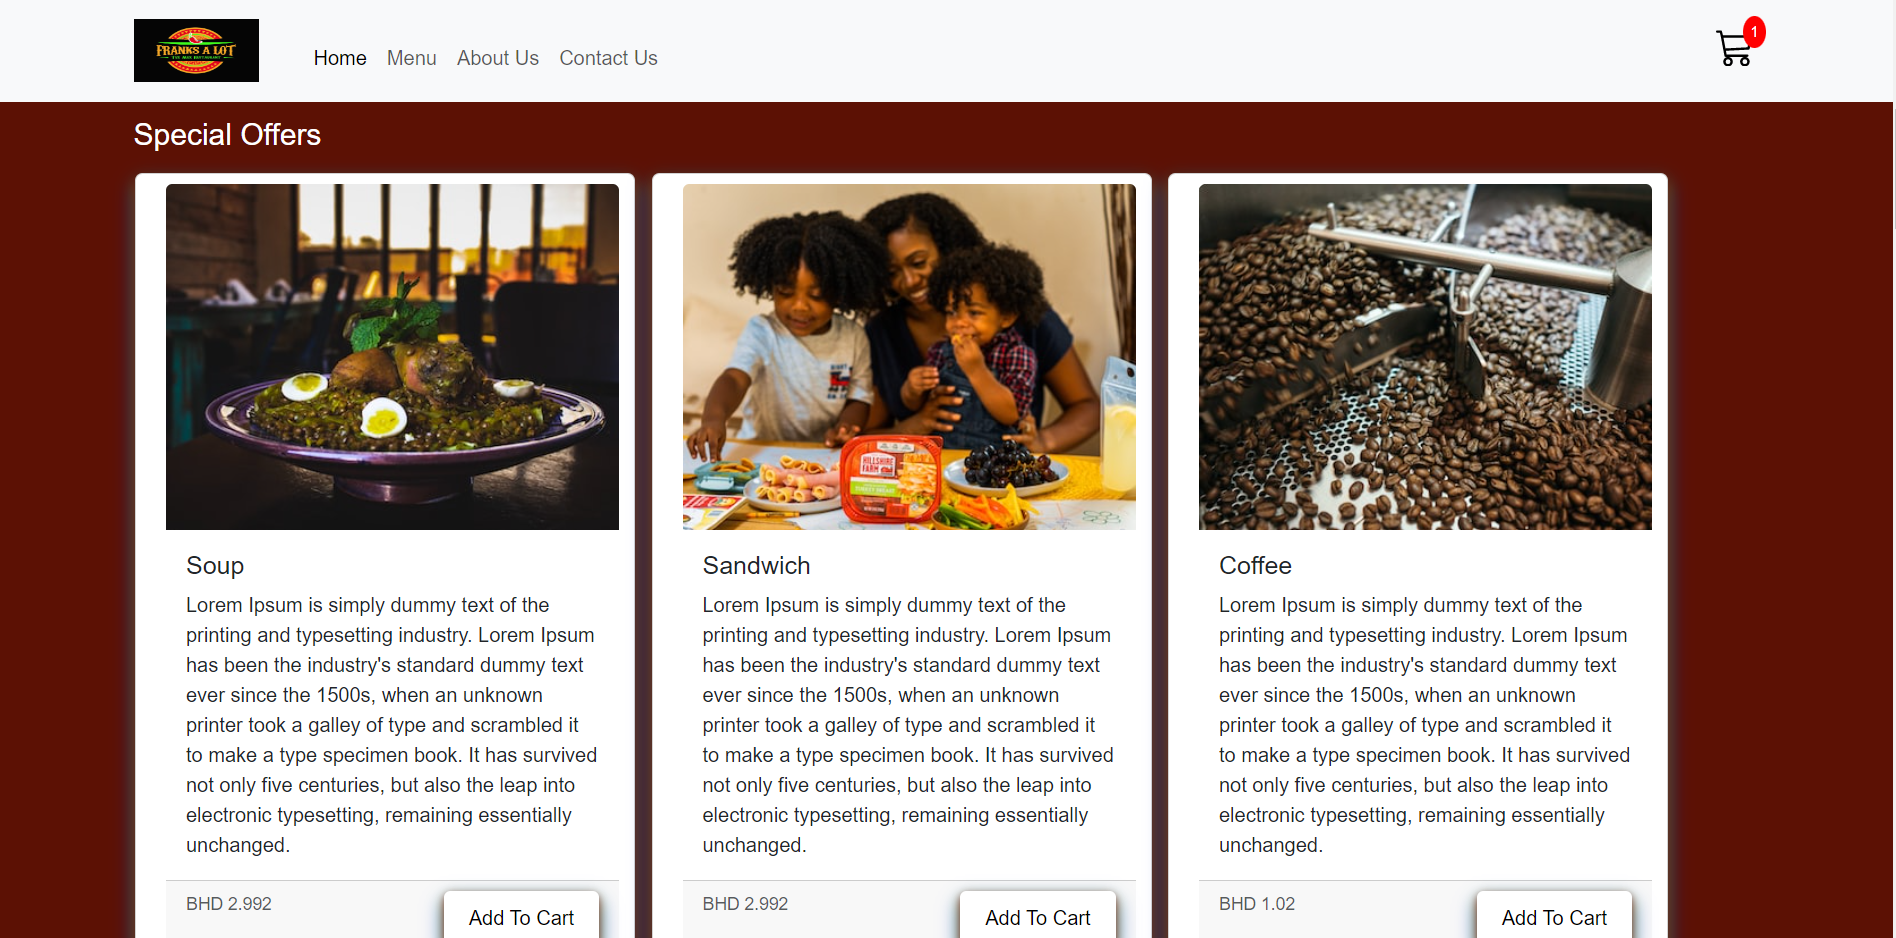 FRANKS A LOT
Home Menu About Us Contact Us
1
Special Offers
HILLSHIRE
FARM
Soup
Lorem Ipsum is simply dummy text of the
printing and typesetting industry. Lorem Ipsum
has been the industry's standard dummy text
ever since the 1500s, when an unknown
printer took a galley of type and scrambled it
to make a type specimen book. It has survived
not only five centuries, but also the leap into
electronic typesetting, remaining essentially
unchanged.
BHD 2.992
Add To Cart
Sandwich
Lorem Ipsum is simply dummy text of the
printing and typesetting industry. Lorem Ipsum
has been the industry's standard dummy text
ever since the 1500s, when an unknown
printer took a galley of type and scrambled it
to make a type specimen book. It has survived
not only five centuries, but also the leap into
electronic typesetting, remaining essentially
unchanged.
BHD 2.992
Add To Cart
Coffee
Lorem Ipsum is simply dummy text of the
printing and typesetting industry. Lorem Ipsum
has been the industry's standard dummy text
ever since the 1500s, when an unknown
printer took a galley of type and scrambled it
to make a type specimen book. It has survived
not only five centuries, but also the leap into
electronic typesetting, remaining essentially
unchanged.
BHD 1.02
Add To Cart